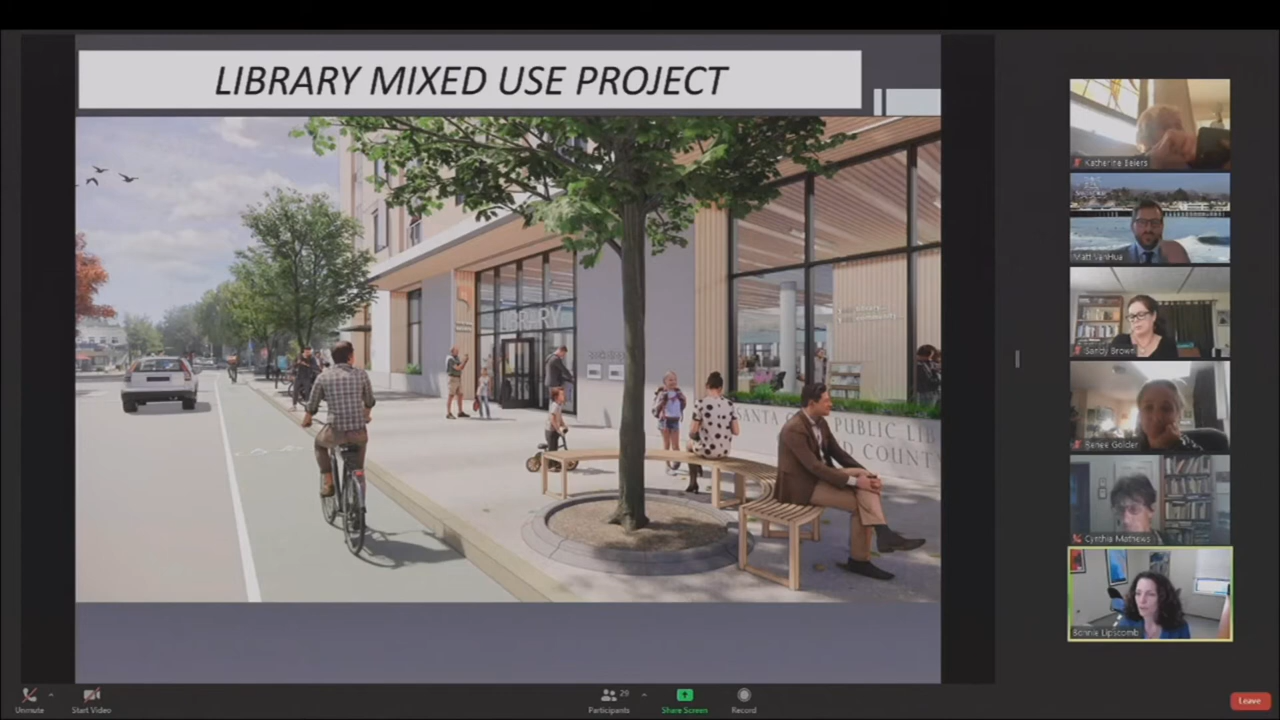 LIBRARY MIXED USE PROJECT
LIBRARY
SANTA
PUBLIC
COUNTY
Katherine Beiers
Matt VanHua
Sandy Brown
Renee Golder
Cynthia Mathews
Bonnie Lipscomb
Unmute
Start Video
Participants
29
Share Screen
Record
Leave